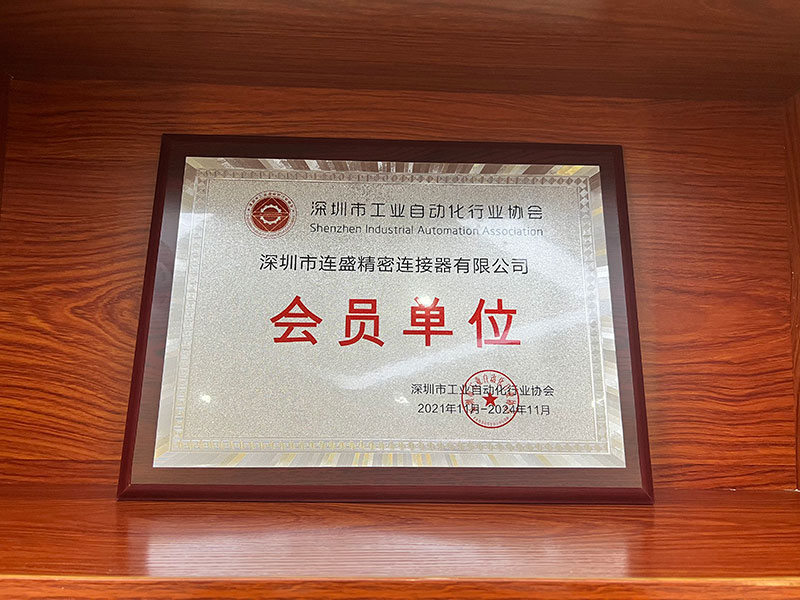 深圳市工业自动化行业协会
Shenzhen Industrial Automation Association
深圳市连盛精密连接器有限公司
会员单位
深圳市工业自动化行业协会
2021年11月-2024年11月